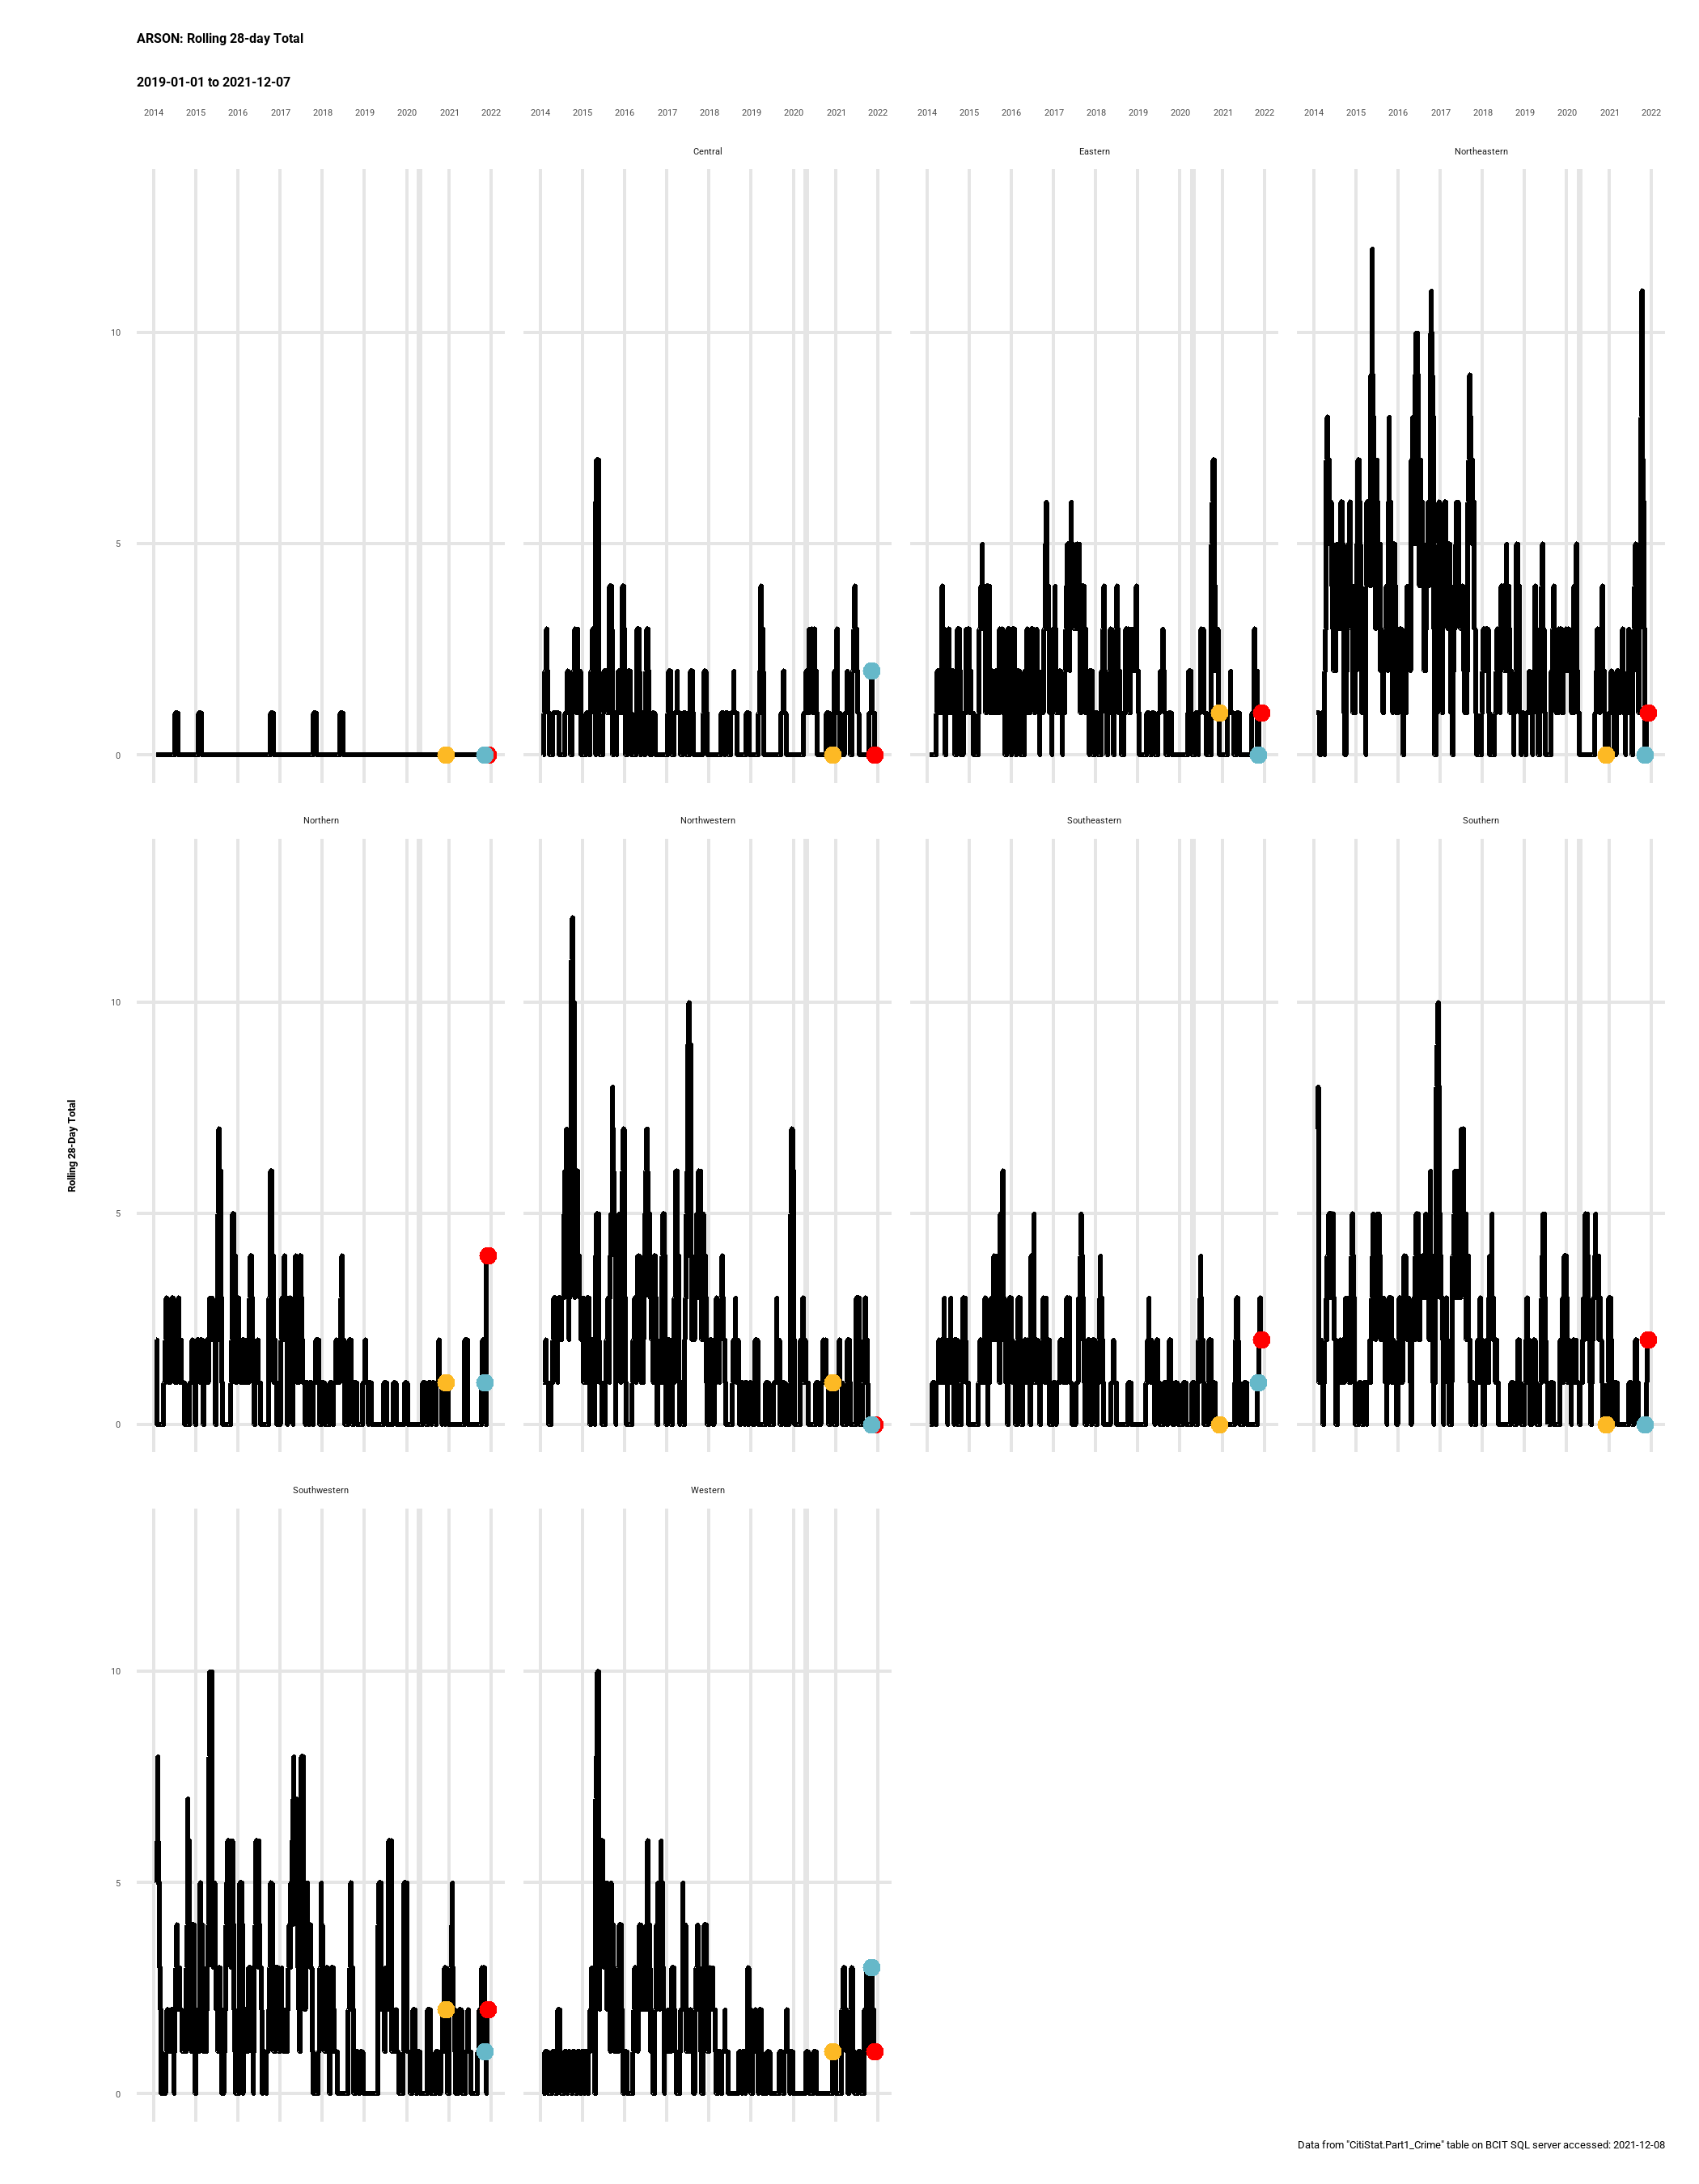 ARSON: Rolling 28-day Total
2019-01-01 to 2021-12-07
2014 2015 2016 2017 2018 2019 2020 2021 2022 2014 2015 2016 2017 2018 2019 2020 2021 2022 2014 2015 2016 2017 2018 2019 2020 2021 2022 2014 2015 2016 2017 2018 2019 2020 2021 2022
Central Eastern Northeastern
10
5
0
Northern Northwestern Southeastern Southern
10
Rolling 28-Day Total
5
0
Southwestern Western
10
5
0
Data from "CitiStat.Part1_Crime" table on BCIT SQL server accessed: 2021-12-08